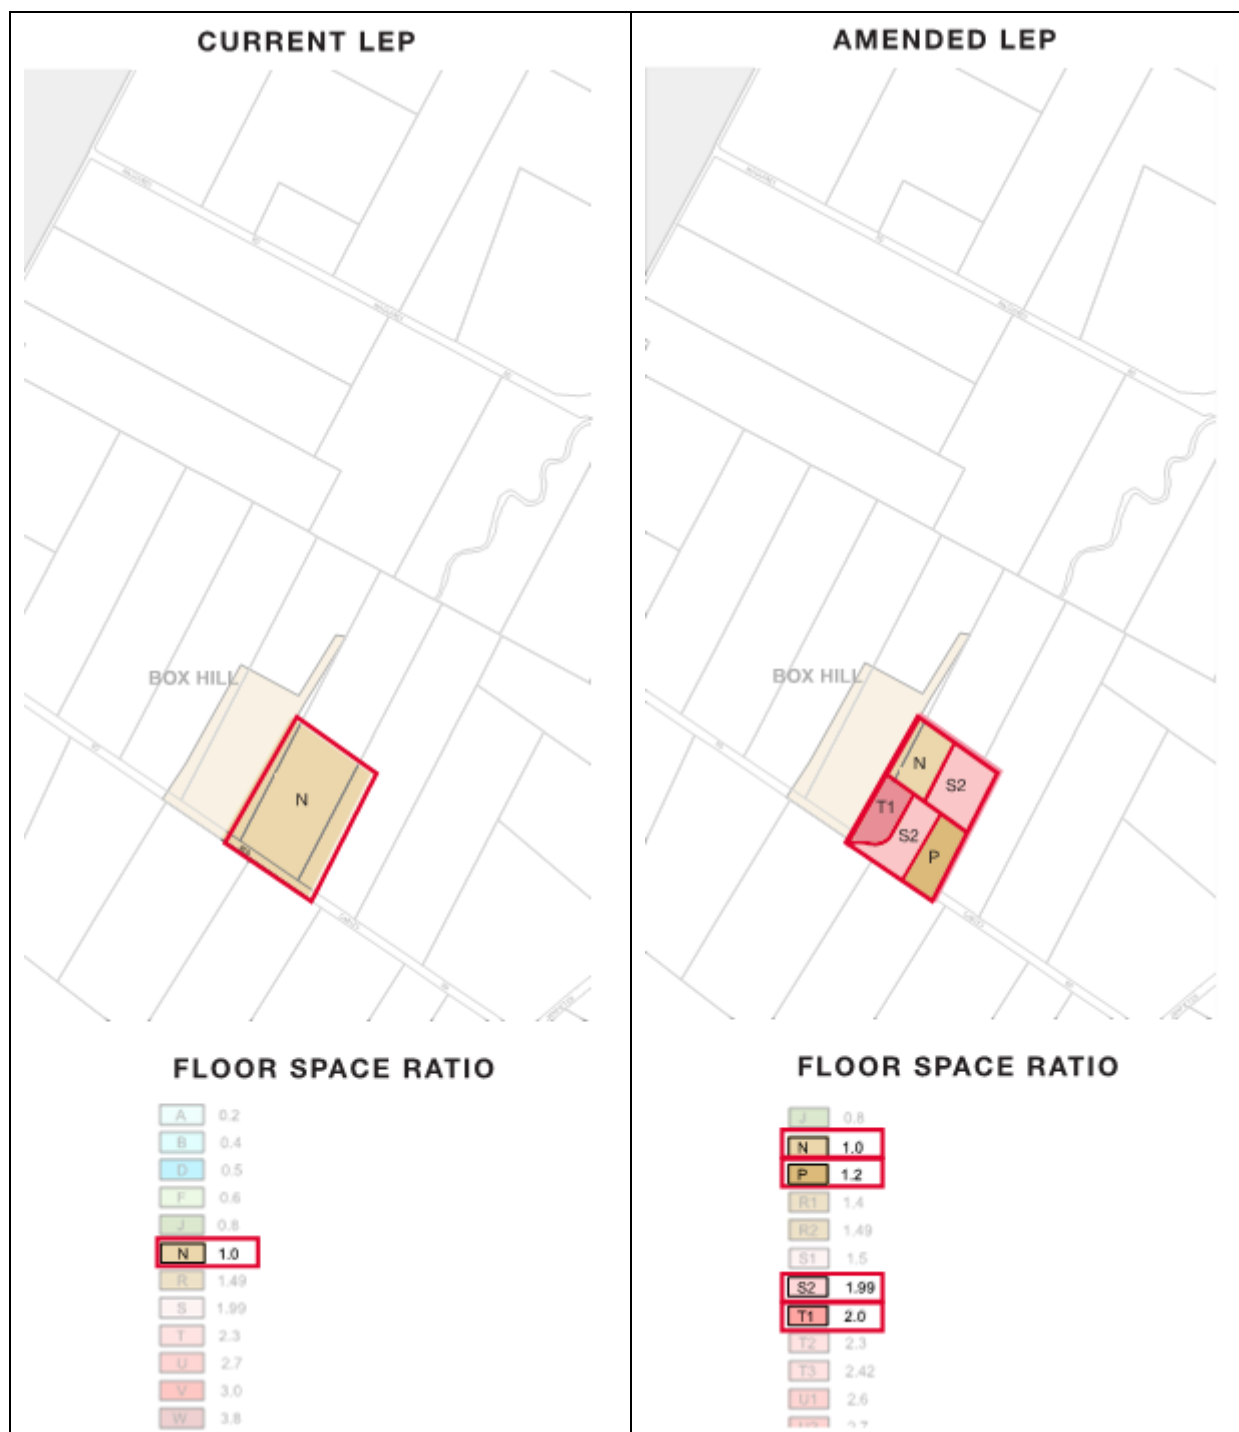 CURRENT LEP
BOX HILL
N
FLOOR SPACE RATIO
A 0.2
B 0.4
D 0.5
F 0.6
J 0.8
N 1.0
R 1.49
S 1.99
T 2.3
U 2.7
V 3.0
W 3.8
AMENDED LEP
BOX HILL
N
S2
T1
S2
P
FLOOR SPACE RATIO
J 0.8
N 1.0
P 1.2
R1 1.4
R2 1.49
S1 1.5
S2 1.99
T1 2.0
T2 2.3
T3 2.42
U1 2.6